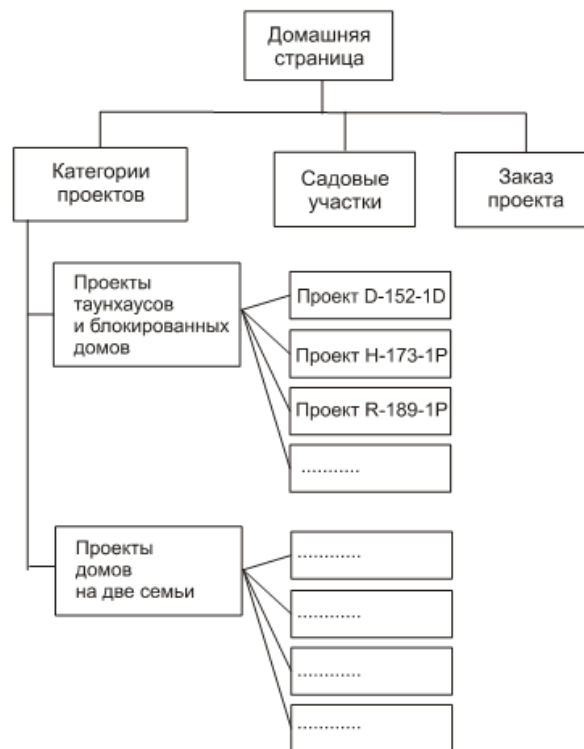 Домашняя
страница
Категории
проектов
Садовые
участки
Заказ
проекта
Проекты
таунхаусов
и блокированных
домов
Проект D-152-1D
Проект H-173-1P
Проект R-189-1P
...........
Проекты
домов
на две семьи
............
............
............
............